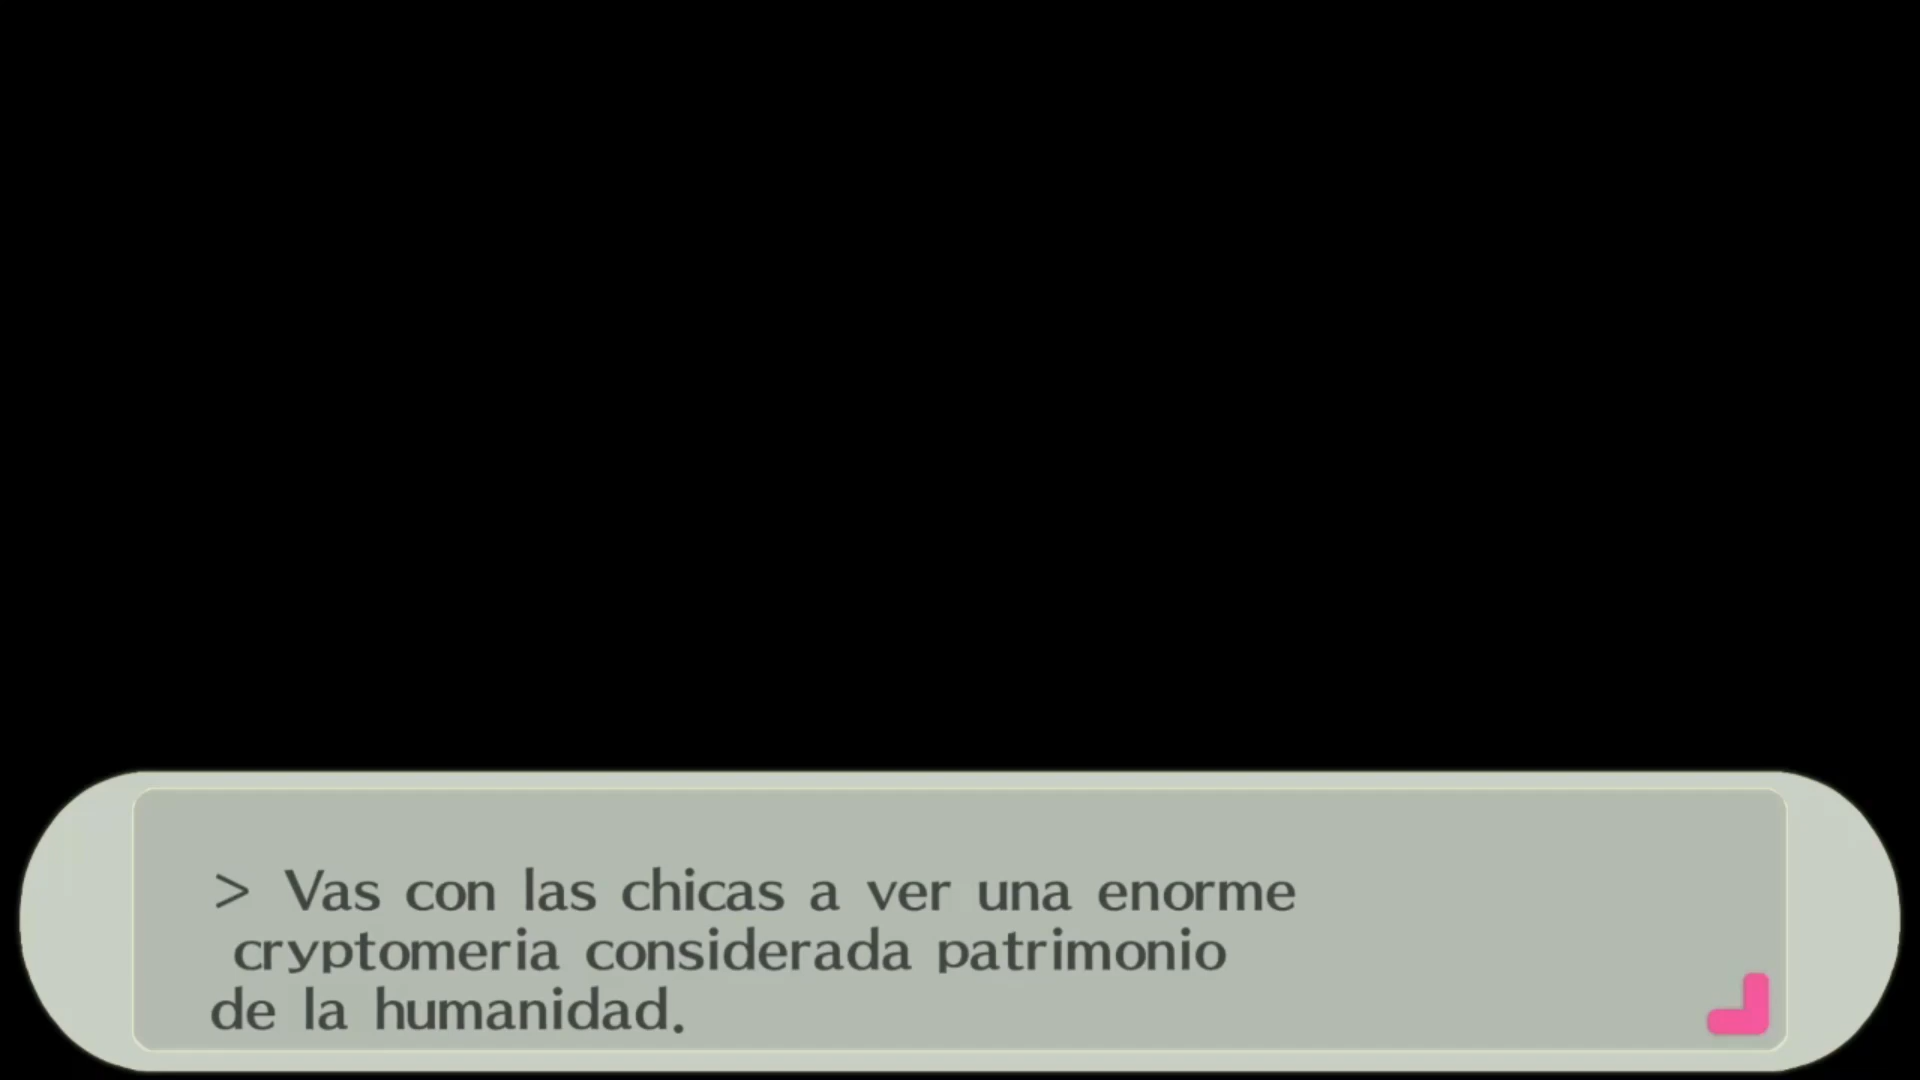 > Vas con las chicas a ver una enorme
cryptomeria considerada patrimonio
de la humanidad.